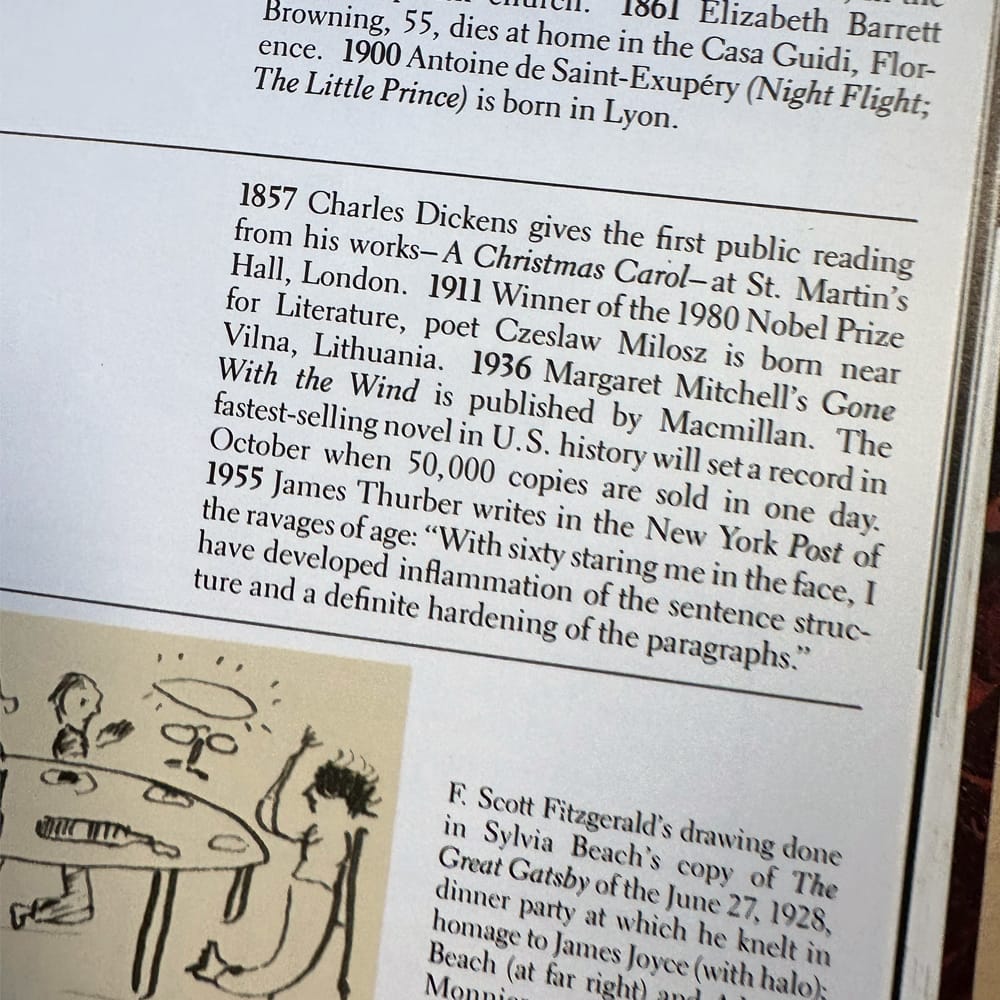 church. 1861 Elizabeth Barrett
Browning, 55, dies at home in the Casa Guidi, Flor-
ence. 1900 Antoine de Saint-Exupéry (Night Flight;
The Little Prince) is born in Lyon.
1857 Charles Dickens gives the first public reading
from his works–A Christmas Carol–at St. Martin's
Hall, London. 1911 Winner of the 1980 Nobel Prize
for Literature, poet Czeslaw Milosz is born near
Vilna, Lithuania. 1936 Margaret Mitchell's Gone
With the Wind is published by Macmillan. The
fastest-selling novel in U.S. history will set a record in
October when 50,000 copies are sold in one day.
1955 James Thurber writes in the New York Post of
the ravages of age: “With sixty staring me in the face, I
have developed inflammation of the sentence struc-
ture and a definite hardening of the paragraphs.”
F. Scott Fitzgerald's drawing done
in Sylvia Beach's copy of The
Great Gatsby of the June 27, 1928,
dinner party at which he knelt in
homage to James Joyce (with halo);
Beach (at far right) and